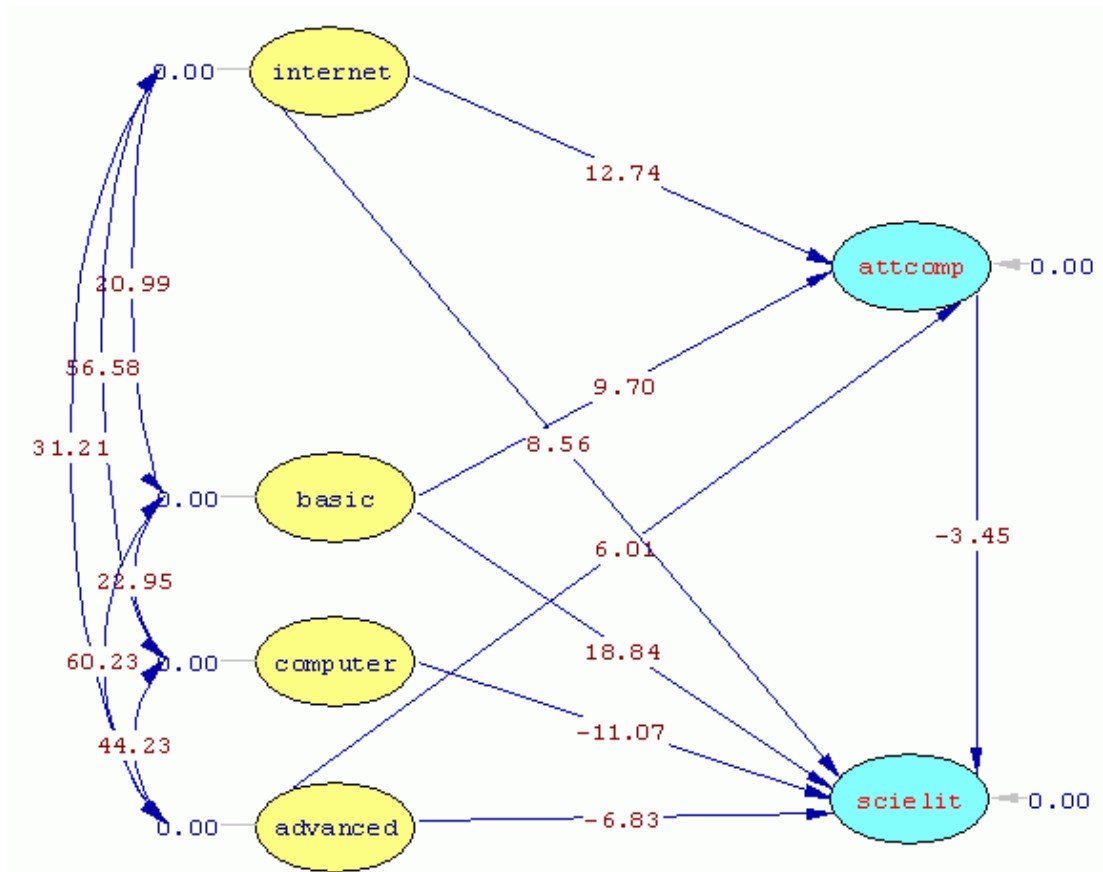 0.00 internet
12.74
attcomp 0.00
20.99
56.58
9.70
31.21
8.56
0.00 basic
-3.45
6.01
22.95
18.84
60.23
0.00 computer
-11.07
44.23
scielit 0.00
-6.83
0.00 advanced